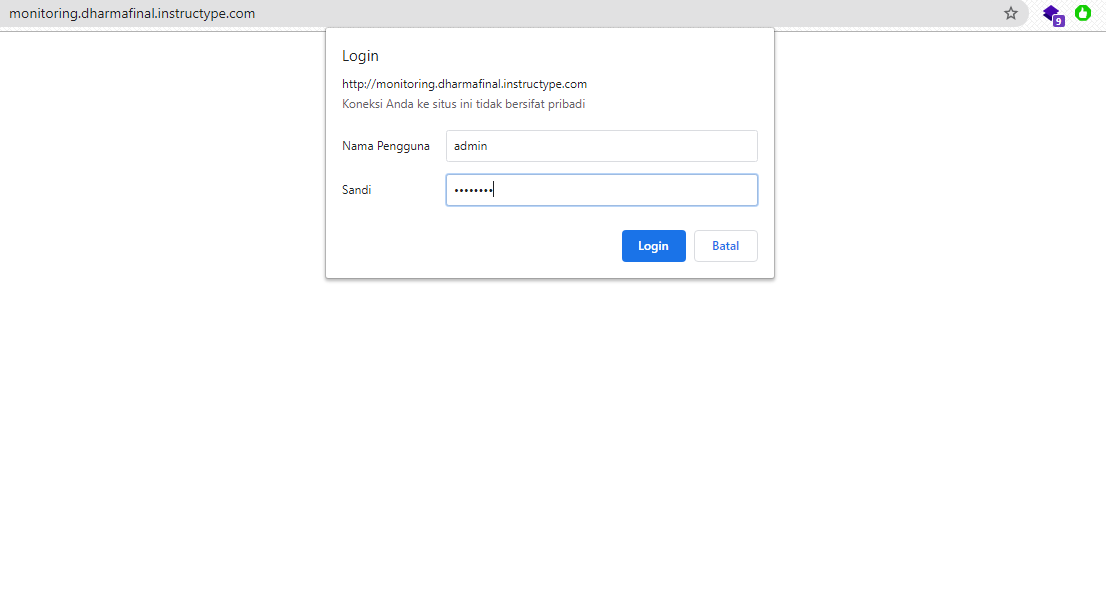 monitoring.dharmafinal.instructype.com
9
Login
http://monitoring.dharmafinal.instructype.com
Koneksi Anda ke situs ini tidak bersifat pribadi
Nama Pengguna admin
Sandi ••••••••
Login Batal